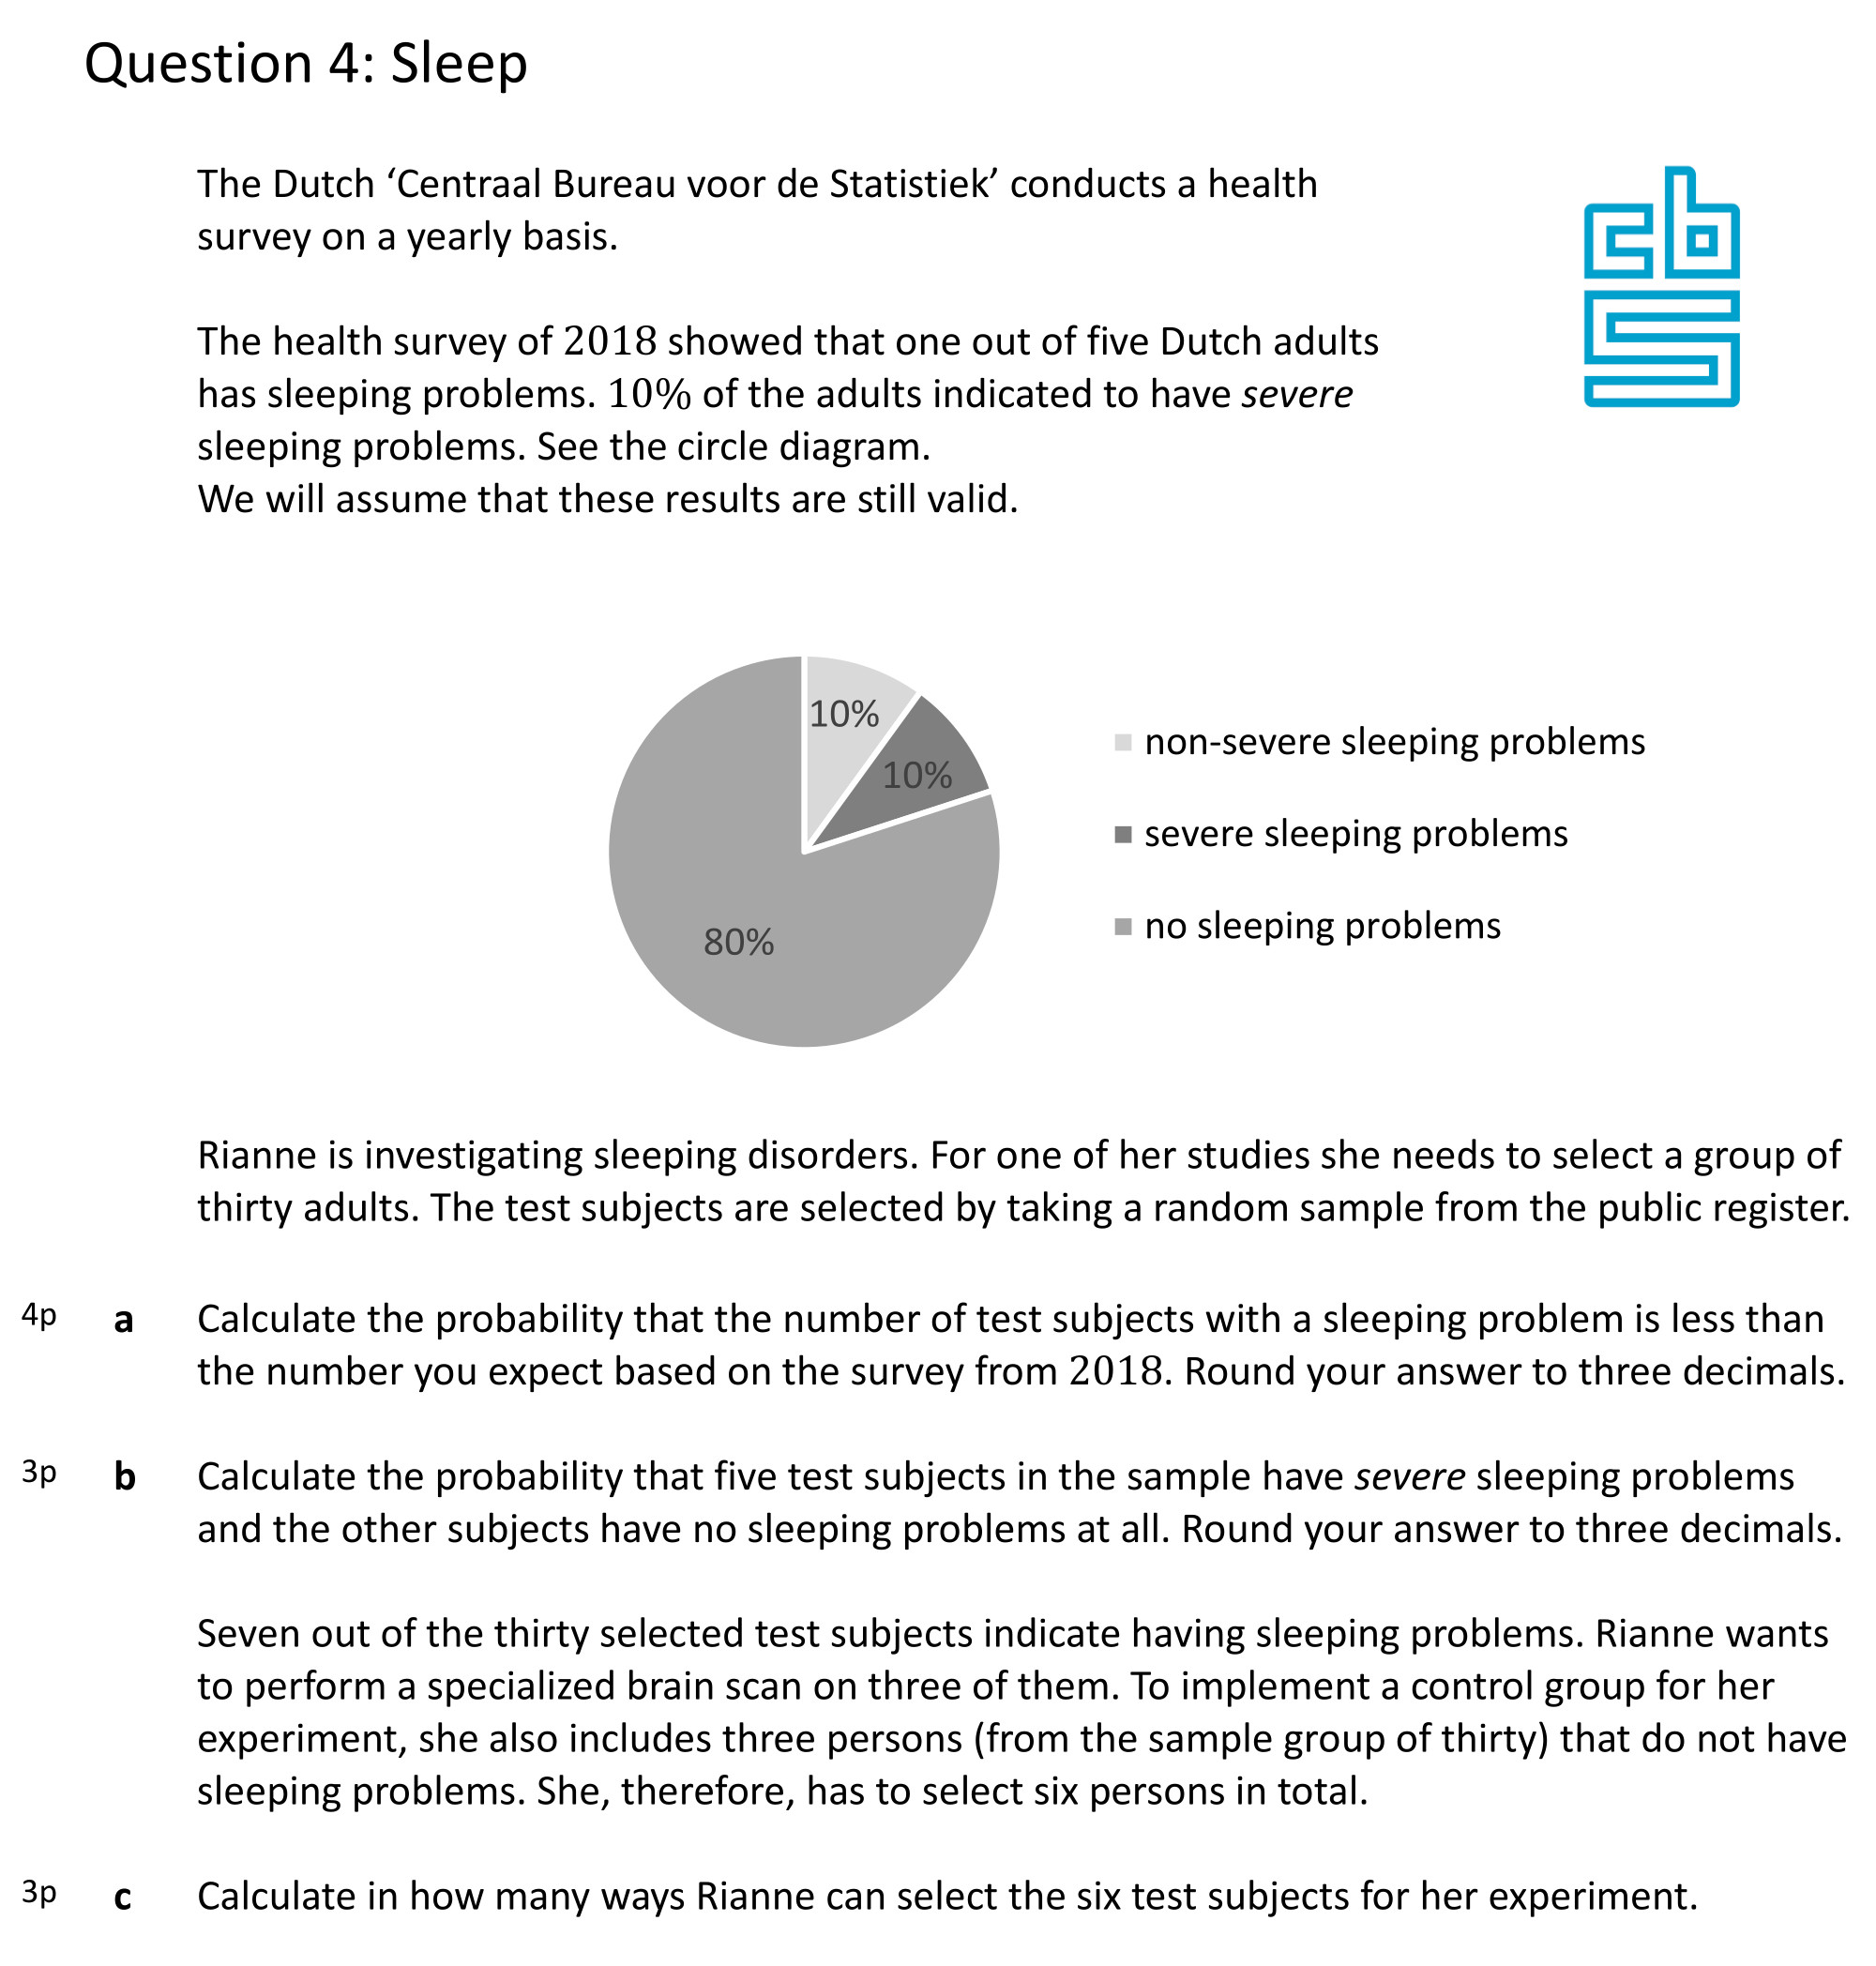 Question 4: Sleep
The Dutch ‘Centraal Bureau voor de Statistiek’ conducts a health
survey on a yearly basis.
cbs
The health survey of 2018 showed that one out of five Dutch adults
has sleeping problems. 10% of the adults indicated to have severe
sleeping problems. See the circle diagram.
We will assume that these results are still valid.
10%
10%
80%
non-severe sleeping problems
severe sleeping problems
no sleeping problems
Rianne is investigating sleeping disorders. For one of her studies she needs to select a group of
thirty adults. The test subjects are selected by taking a random sample from the public register.
4p a Calculate the probability that the number of test subjects with a sleeping problem is less than
the number you expect based on the survey from 2018. Round your answer to three decimals.
3p b Calculate the probability that five test subjects in the sample have severe sleeping problems
and the other subjects have no sleeping problems at all. Round your answer to three decimals.
Seven out of the thirty selected test subjects indicate having sleeping problems. Rianne wants
to perform a specialized brain scan on three of them. To implement a control group for her
experiment, she also includes three persons (from the sample group of thirty) that do not have
sleeping problems. She, therefore, has to select six persons in total.
3p c Calculate in how many ways Rianne can select the six test subjects for her experiment.